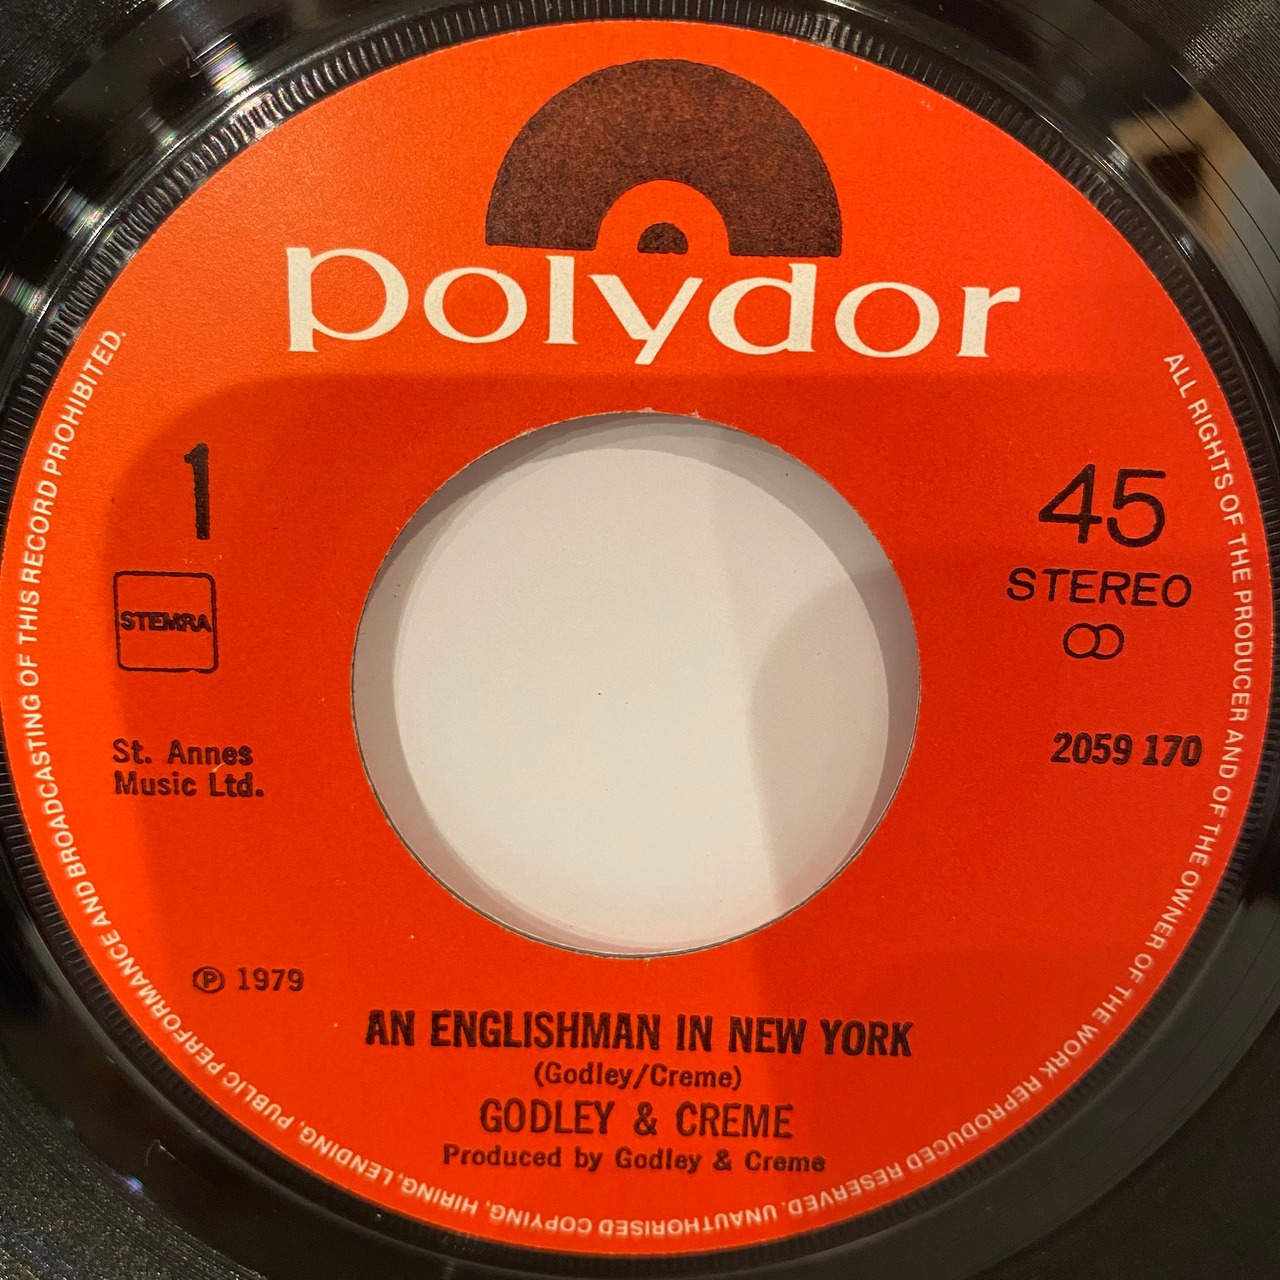 polydor
1
STEMRA
45
STEREO
St. Annes
Music Ltd.
2059 170
℗ 1979
AN ENGLISHMAN IN NEW YORK
(Godley/Creme)
GODLEY & CREME
Produced by Godley & Creme
ALL RIGHTS OF THE PRODUCER AND OF THE OWNER OF THE WORK REPRODUCED RESERVED. UNAUTHORISED COPYING, HIRING, LENDING, PUBLIC PERFORMANCE AND BROADCASTING OF THIS RECORD PROHIBITED.